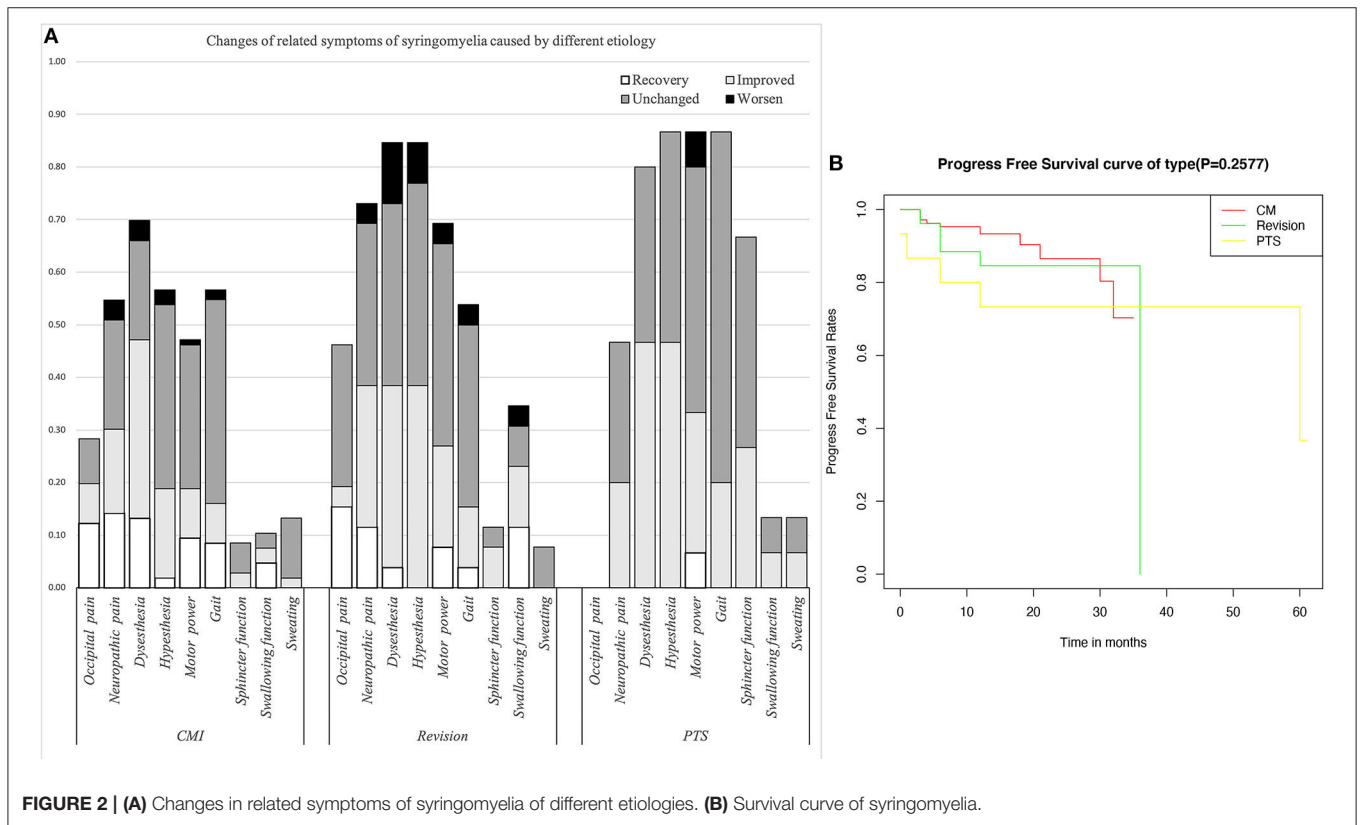 A
Changes of related symptoms of syringomyelia caused by different etiology
1.00
0.90
0.80
0.70
0.60
0.50
0.40
0.30
0.20
0.10
0.00
Recovery
Improved
Unchanged
Worsen
Occipital pain
Neuropathic pain
Dysesthesia
Hypesthesia
Motor power
Gait
Sphincter function
Swallowing function
Sweating
CMI
Occipital pain
Neuropathic pain
Dysesthesia
Hypesthesia
Motor power
Gait
Sphincter function
Swallowing function
Sweating
Revision
Occipital pain
Neuropathic pain
Dysesthesia
Hypesthesia
Motor power
Gait
Sphincter function
Swallowing function
Sweating
PTS
B
Progress Free Survival curve of type(P=0.2577)
CM
Revision
PTS
Progress Free Survival Rates
1.0
0.8
0.6
0.4
0.2
0.0
0
10
20
30
40
50
60
Time in months
FIGURE 2 | (A) Changes in related symptoms of syringomyelia of different etiologies. (B) Survival curve of syringomyelia.